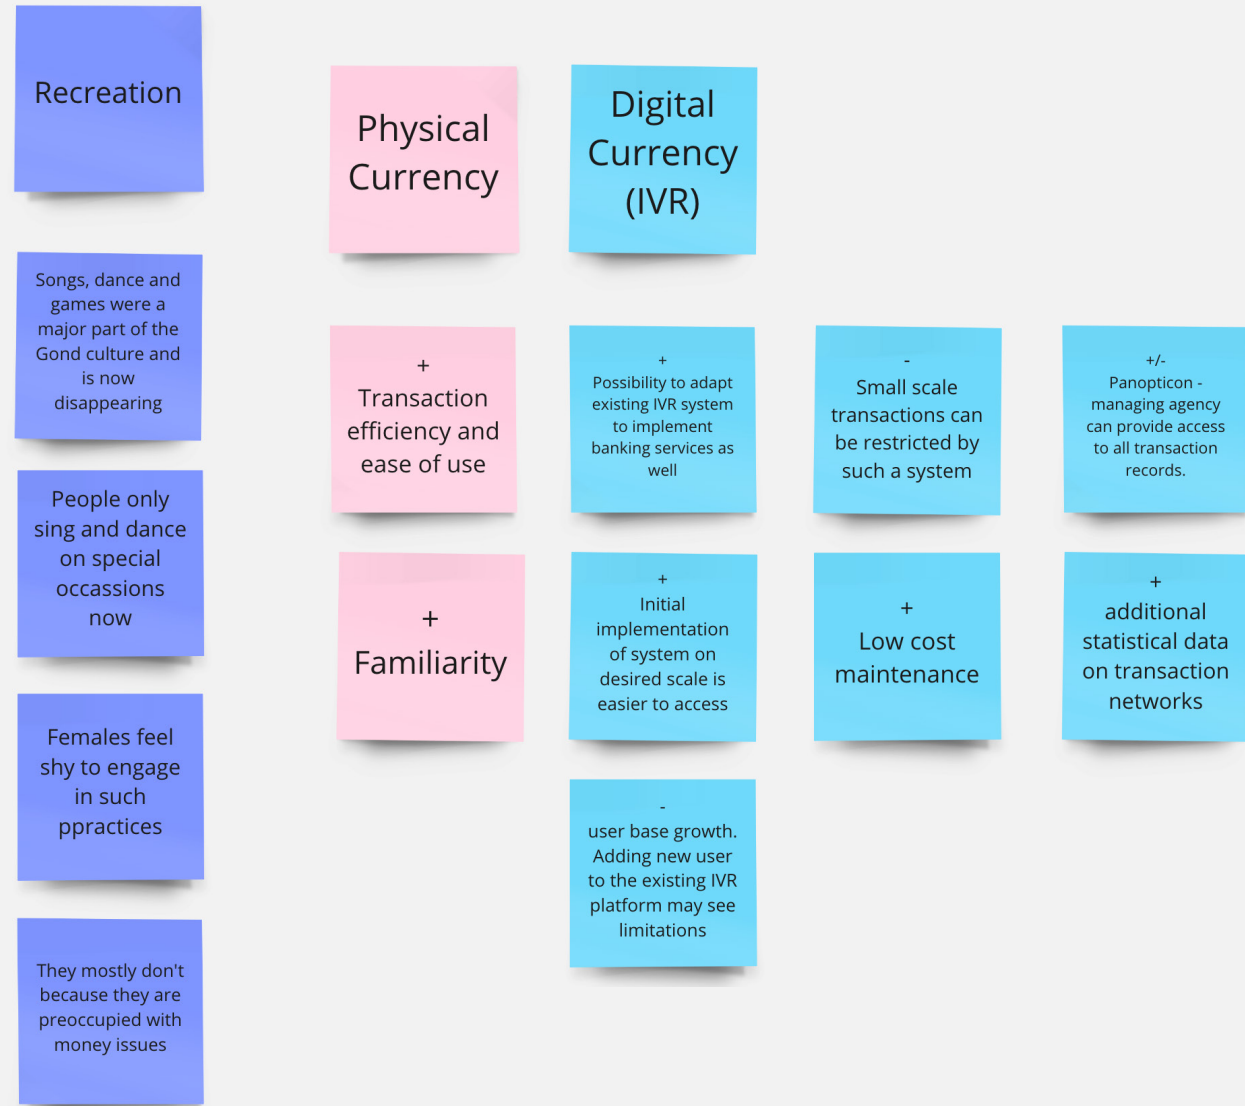 Recreation
Songs, dance and
games were a
major part of the
Gond culture and
is now
disappearing
People only
sing and dance
on special
occassions
now
Females feel
shy to engage
in such
ppractices
They mostly don't
because they are
preoccupied with
money issues
Physical
Currency
+
Transaction
efficiency and
ease of use
+
Familiarity
Digital
Currency
(IVR)
+
Possibility to adapt
existing IVR system
to implement
banking services as
well
+
Initial
implementation
of system on
desired scale is
easier to access
-
user base growth.
Adding new user
to the existing IVR
platform may see
limitations
-
Small scale
transactions can
be restricted by
such a system
+
Low cost
maintenance
+/-
Panopticon -
managing agency
can provide access
to all transaction
records.
+
additional
statistical data
on transaction
networks